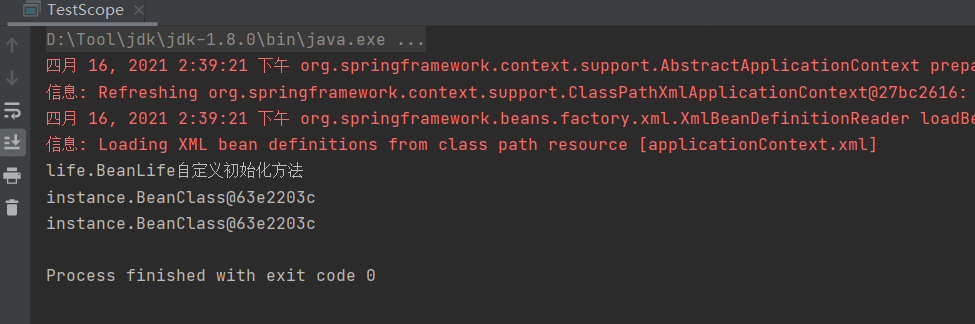 TestScope
D:\Tool\jdk\jdk-1.8.0\bin\java.exe ...
四月 16, 2021 2:39:21 下午 org.springframework.context.support.AbstractApplicationContext prepa
信息: Refreshing org.springframework.context.support.ClassPathXmlApplicationContext@27bc2616:
四月 16, 2021 2:39:21 下午 org.springframework.beans.factory.xml.XmlBeanDefinitionReader loadBe
信息: Loading XML bean definitions from class path resource [applicationContext.xml]
life.BeanLife自定义初始化方法
instance.BeanClass@63e2203c
instance.BeanClass@63e2203c
Process finished with exit code 0